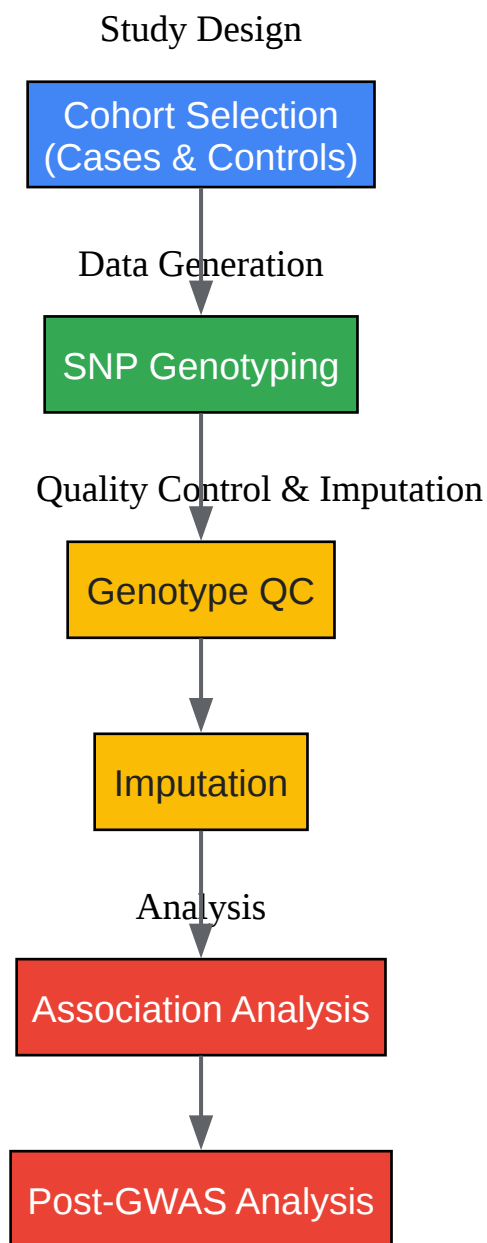 Study Design
Cohort Selection
(Cases & Controls)
Data Generation
SNP Genotyping
Quality Control & Imputation
Genotype QC
Imputation
Analysis
Association Analysis
Post-GWAS Analysis